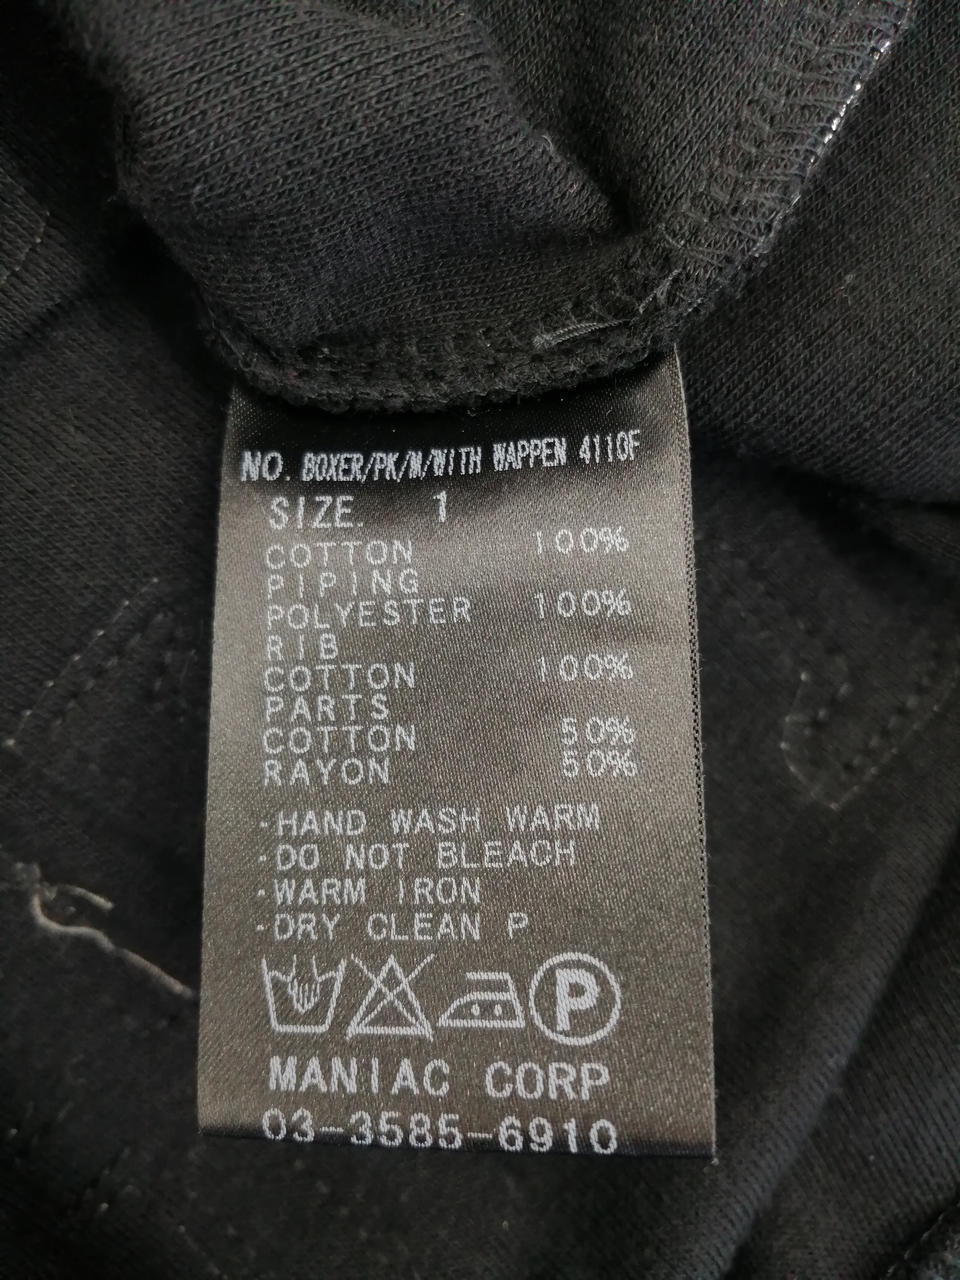 NO. BOXER/PK/M/WITH WAPPEN 4110F
SIZE. 1
COTTON 100%
PIPING
POLYESTER 100%
RIB
COTTON 100%
PARTS
COTTON 50%
RAYON 50%
·HAND WASH WARM
·DO NOT BLEACH
·WARM IRON
·DRY CLEAN P
P
MANIAC CORP
03-3585-6910